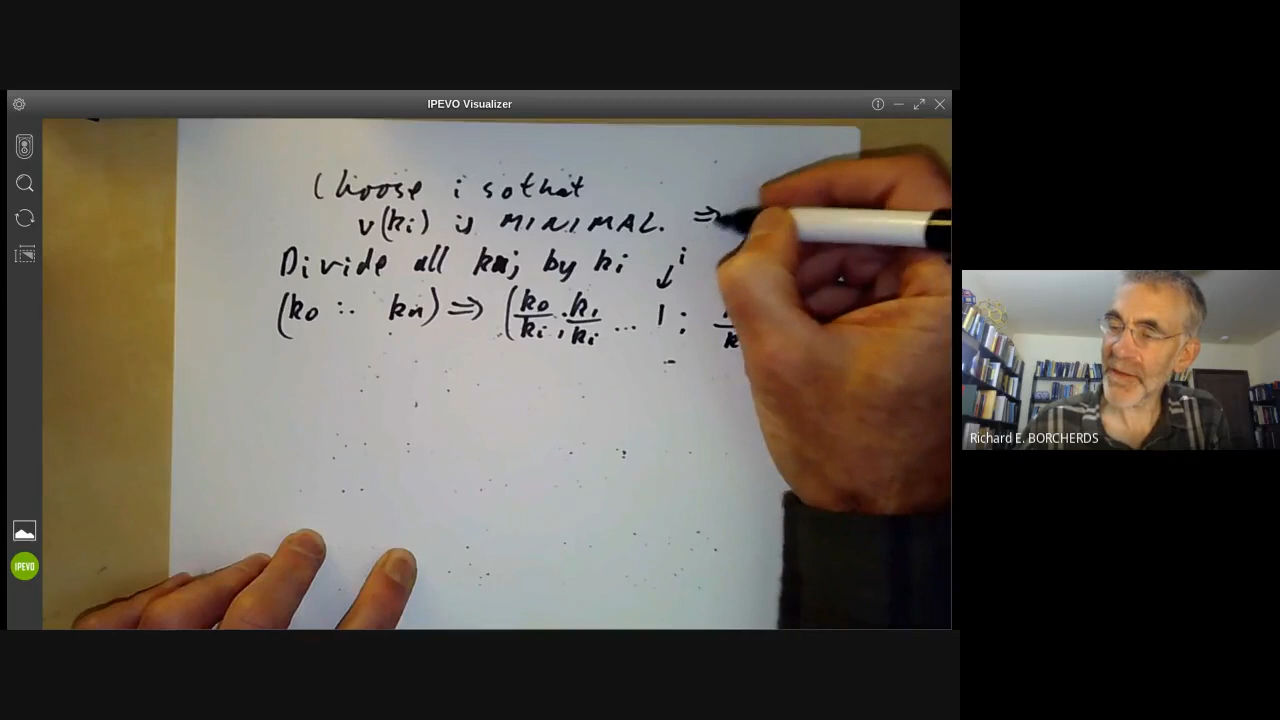 IPEVO Visualizer
Choose i so that
v(ki) is MINIMAL. ⇒
Divide all kj by ki
i
↓
(k0 : . kn) ⇒ (k0/ki : k1/ki ... 1 :
IPEVO
Richard E. BORCHERDS